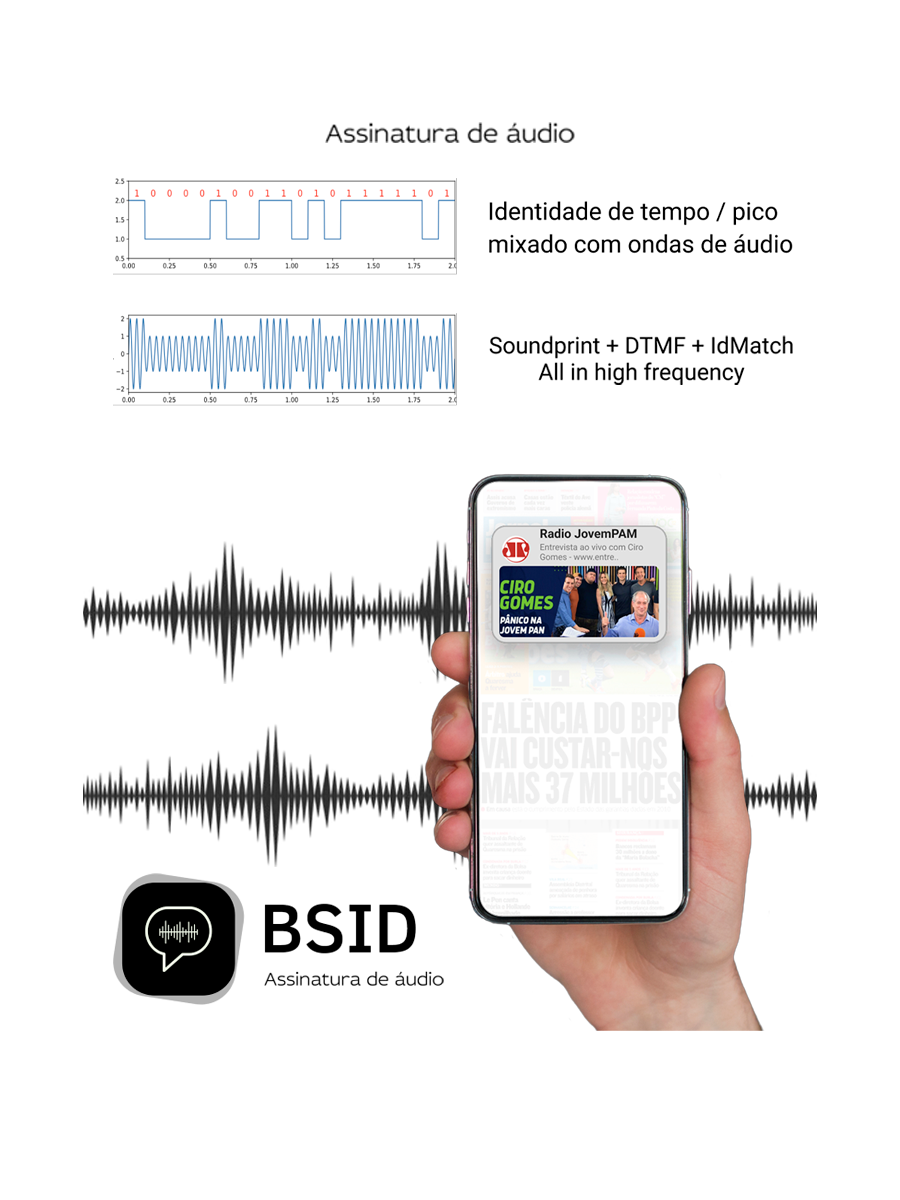 Assinatura de áudio
2.5
1 0 0 0 0 1 0 0 1 1 0 1 0 1 1 1 1 1 0 1
2.0
1.5
1.0
0.5
0.00 0.25 0.50 0.75 1.00 1.25 1.50 1.75 2.0
Identidade de tempo / pico
mixado com ondas de áudio
2
1
0
−1
−2
0.00 0.25 0.50 0.75 1.00 1.25 1.50 1.75 2.0
Soundprint + DTMF + IdMatch
All in high frequency
Radio JovemPAM
Entrevista ao vivo com Ciro
Gomes - www.entre..
CIRO
GOMES
PÂNICO NA
JOVEM PAN
FALÊNCIA DO BPP
VAI CUSTAR-NOS
MAIS 37 MILHÕES
BSID
Assinatura de áudio